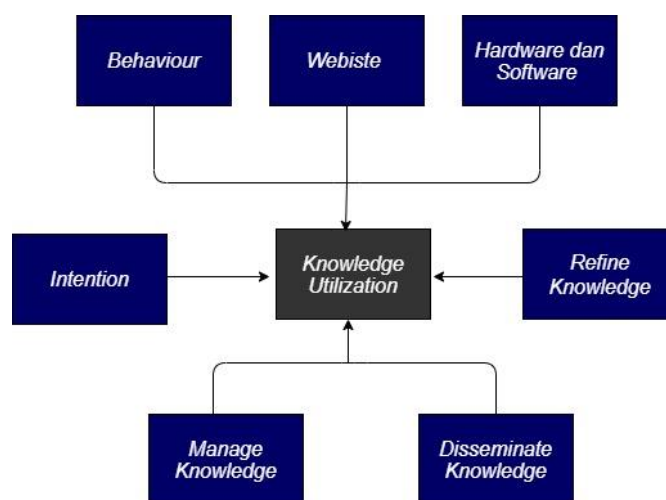 Behaviour
Webiste
Hardware dan
Software
Intention
Knowledge
Utilization
Refine
Knowledge
Manage
Knowledge
Disseminate
Knowledge